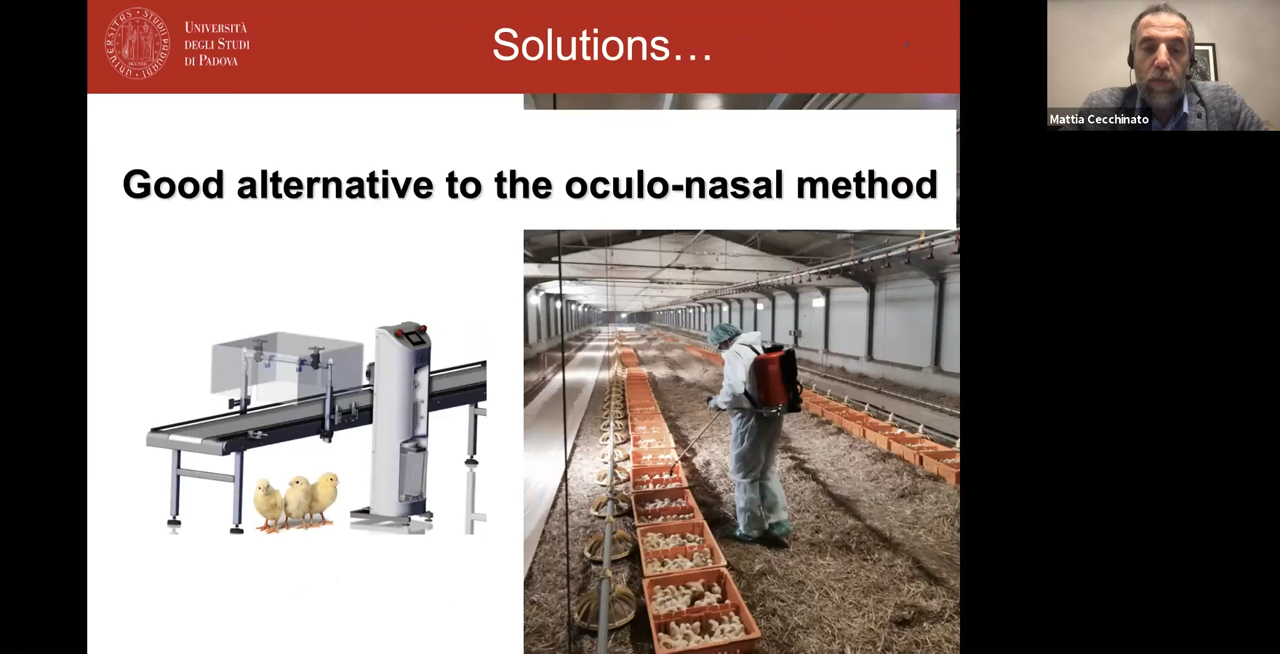 UNIVERSITÀ
DEGLI STUDI
DI PADOVA
Solutions…
Mattia Cecchinato
Good alternative to the oculo-nasal method